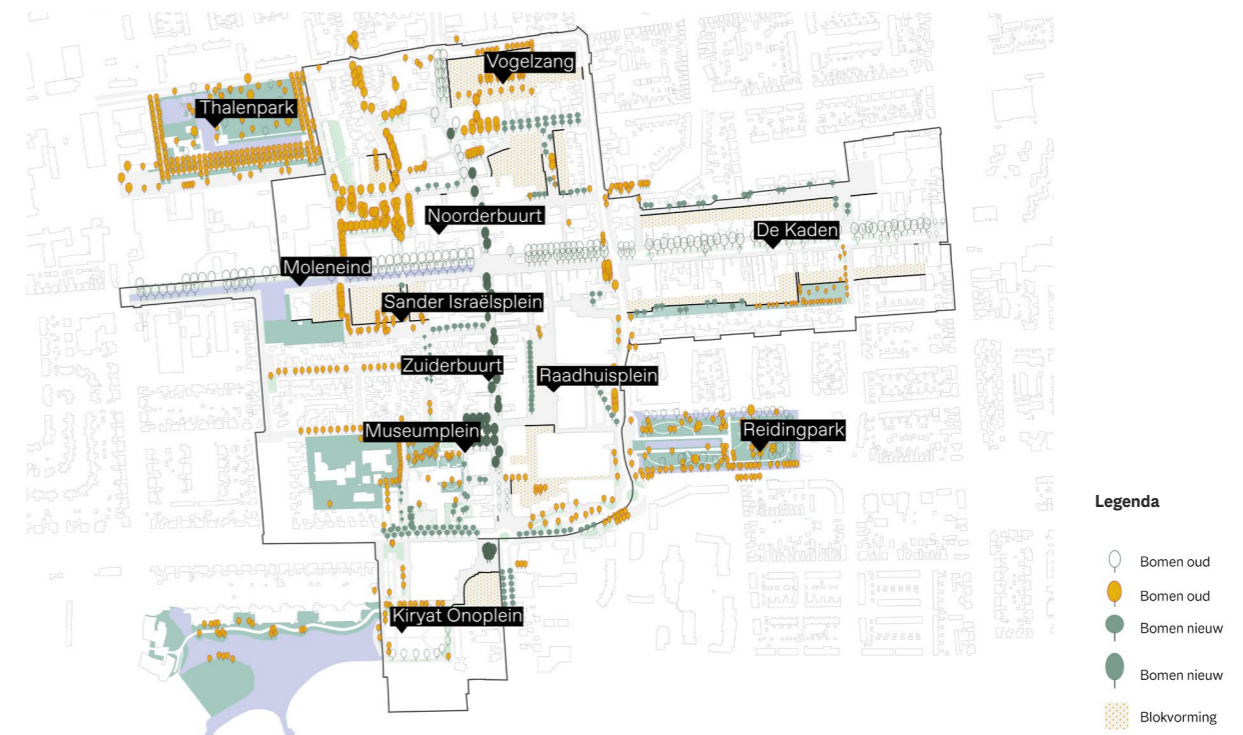 Vogelzang
Thalenpark
Noorderbuurt
De Kaden
Moleneind
Sander Israëlsplein
Zuiderbuurt
Raadhuisplein
Museumplein
Reidingpark
Kiryat Onoplein
Legenda
Bomen oud
Bomen oud
Bomen nieuw
Bomen nieuw
Blokvorming